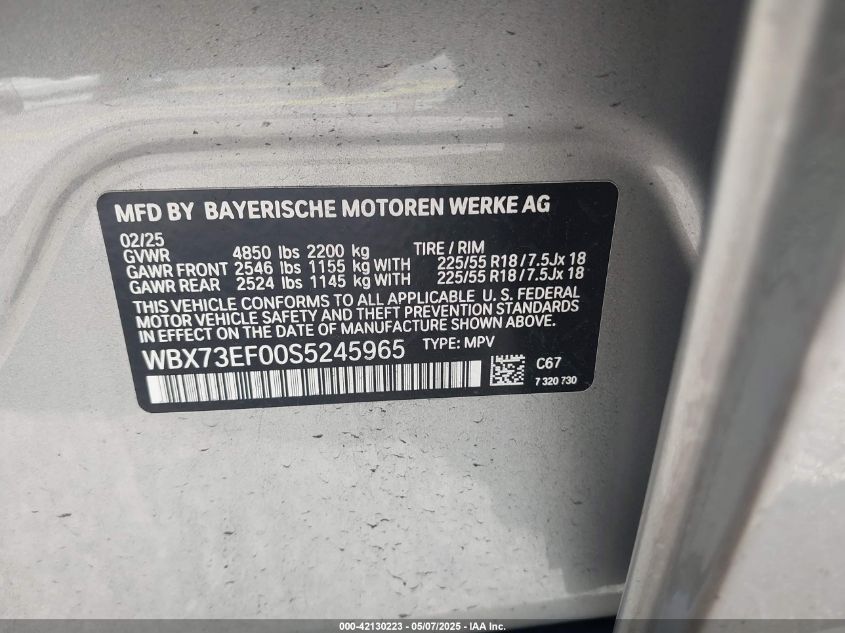 MFD BY BAYERISCHE MOTOREN WERKE AG
02/25
GVWR 4850 lbs 2200 kg TIRE / RIM
GAWR FRONT 2546 lbs 1155 kg WITH 225/55 R18 / 7.5Jx 18
GAWR REAR 2524 lbs 1145 kg WITH 225/55 R18 / 7.5Jx 18
THIS VEHICLE CONFORMS TO ALL APPLICABLE U. S. FEDERAL
MOTOR VEHICLE SAFETY AND THEFT PREVENTION STANDARDS
IN EFFECT ON THE DATE OF MANUFACTURE SHOWN ABOVE.
WBX73EF00S5245965 TYPE: MPV
C67
7 320 730
000-42130223 - 05/07/2025 - © IAA, Inc.